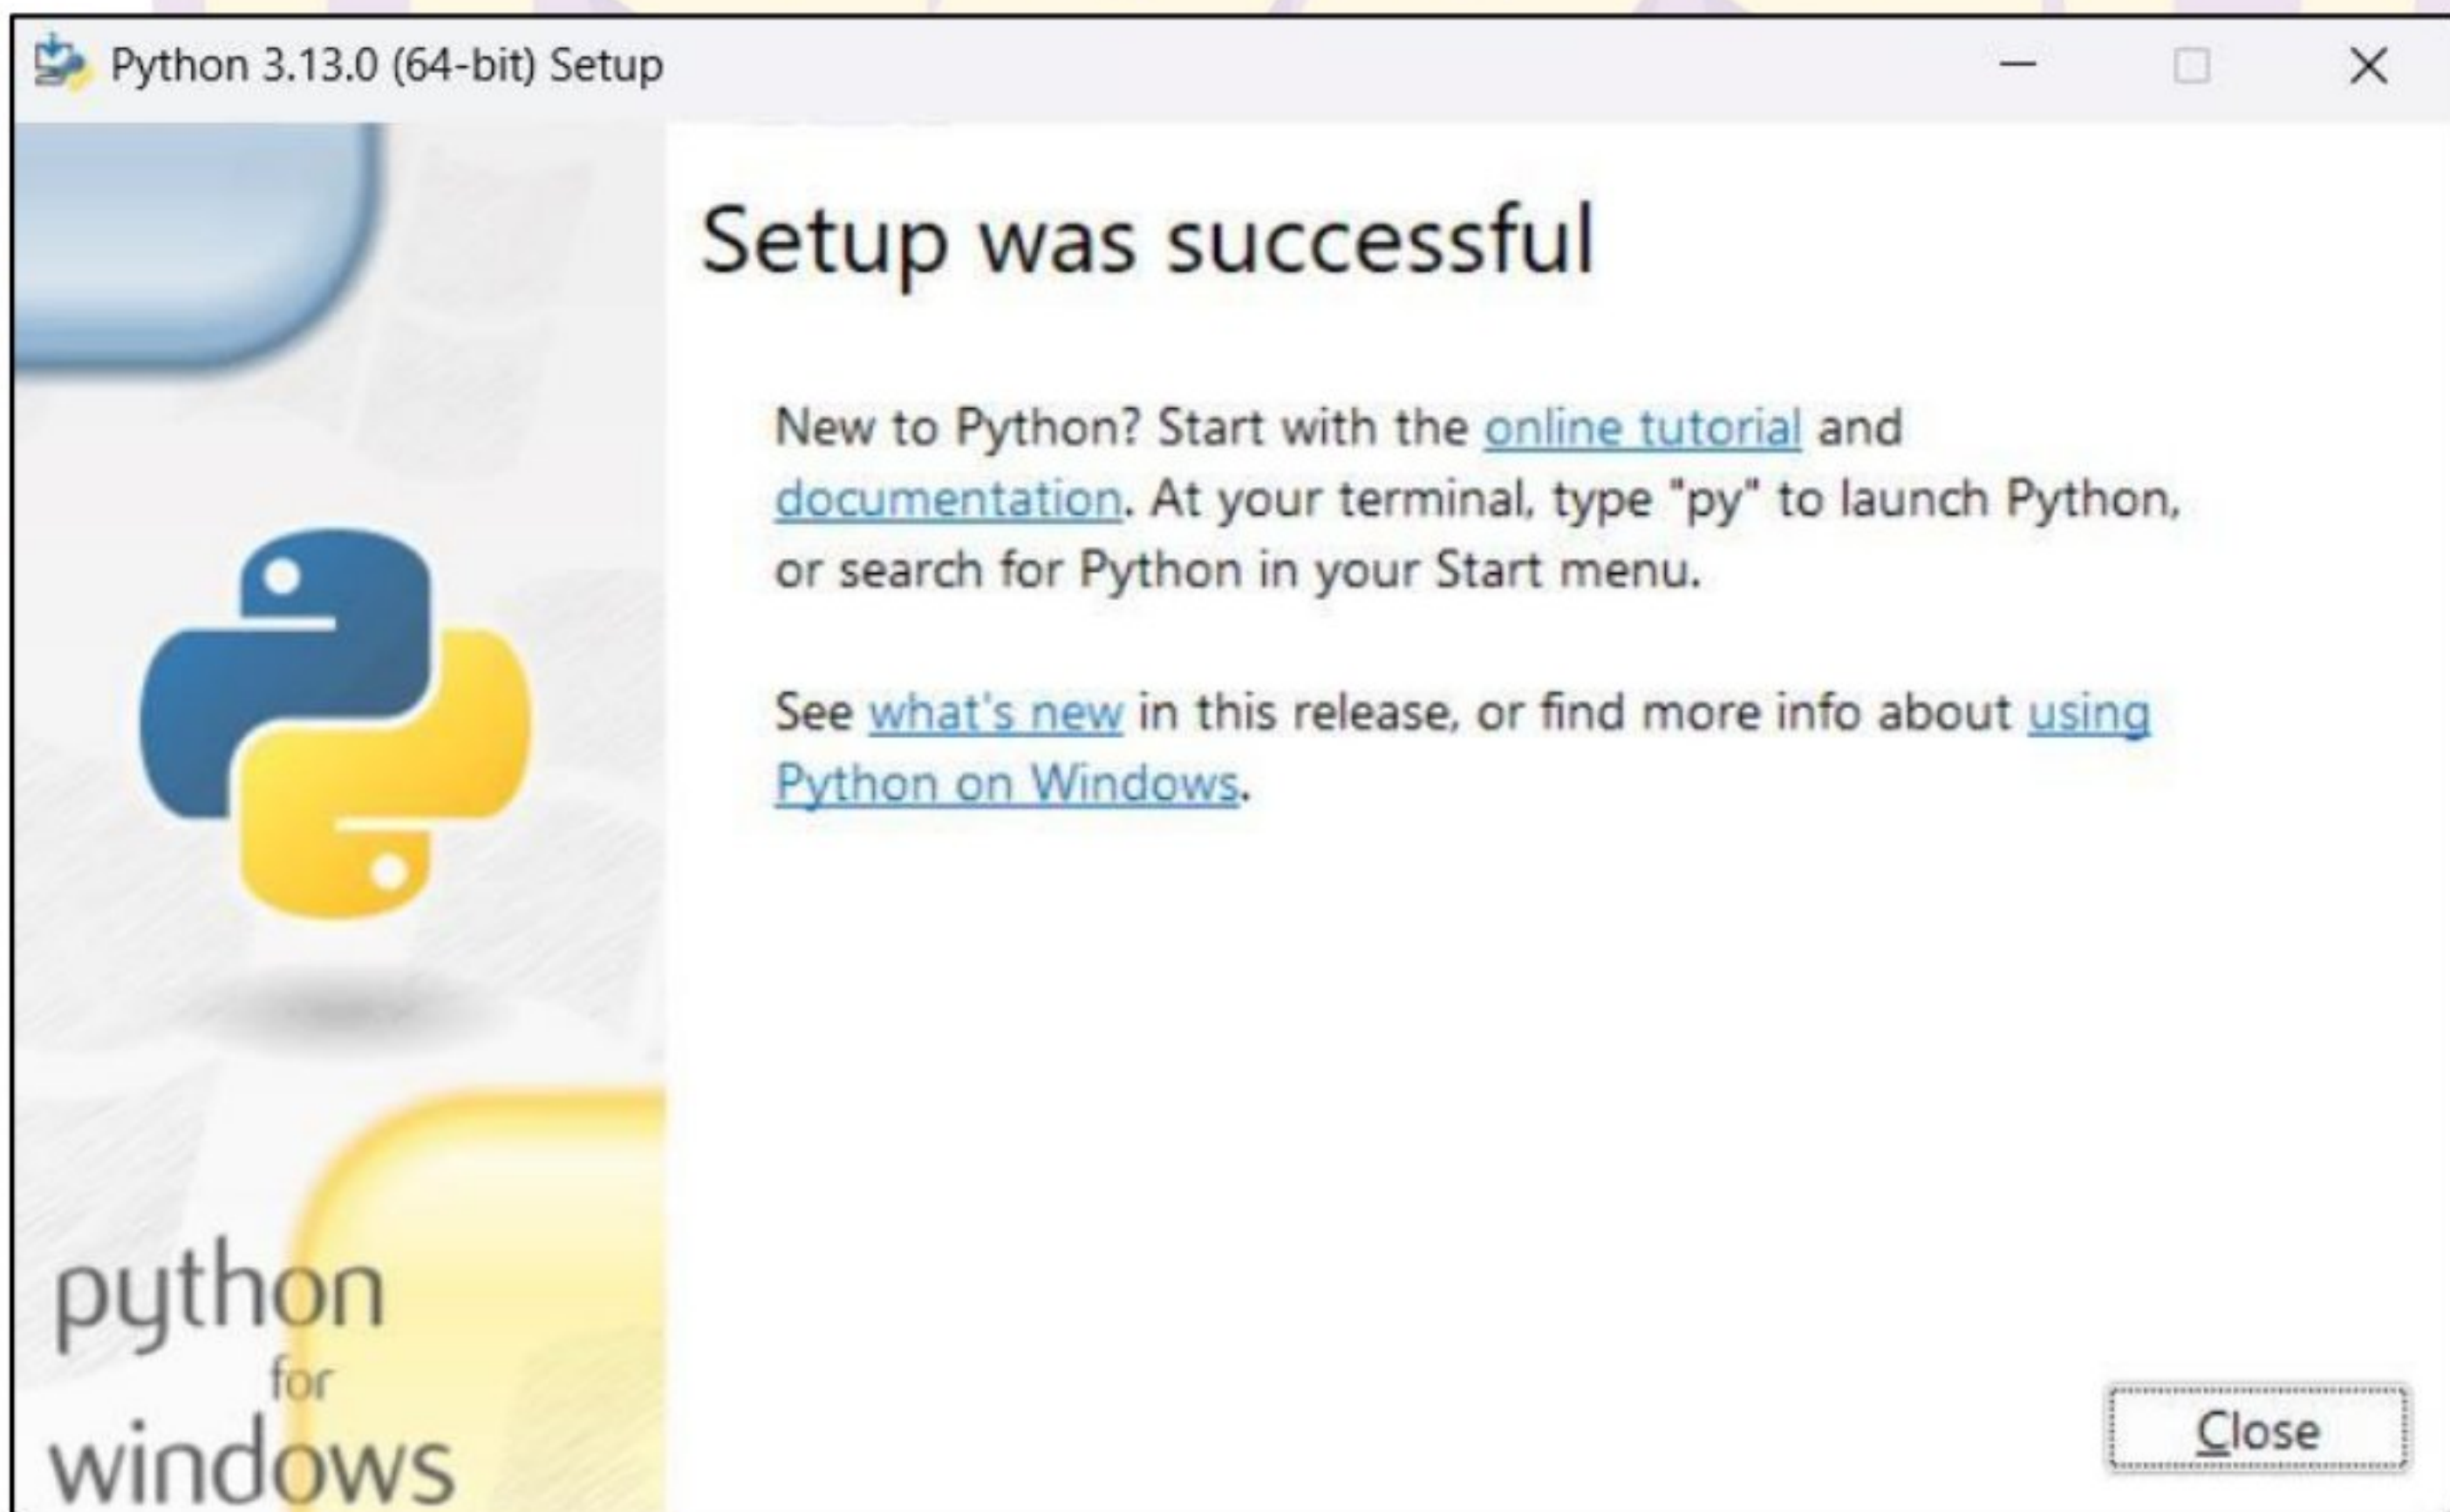 Python 3.13.0 (64-bit) Setup
Setup was successful
New to Python? Start with the online tutorial and
documentation. At your terminal, type "py" to launch Python,
or search for Python in your Start menu.
See what's new in this release, or find more info about using
Python on Windows.
python
for
windows
Close